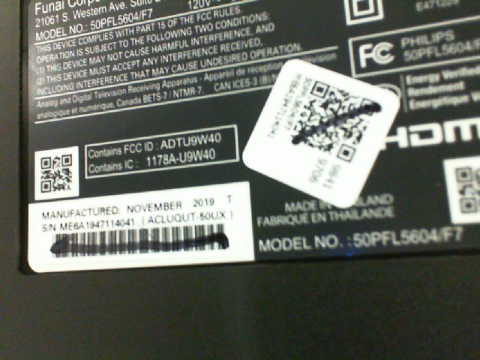 Funai Corp
21061 S. Western Ave. Suite
MODEL NO.: 50PFL5604/F7
120V
THIS DEVICE COMPLIES WITH PART 15 OF THE FCC RULES.
OPERATION IS SUBJECT TO THE FOLLOWING TWO CONDITIONS:
(1) THIS DEVICE MAY NOT CAUSE HARMFUL INTERFERENCE, AND
(2) THIS DEVICE MUST ACCEPT ANY INTERFERENCE RECEIVED,
INCLUDING INTERFERENCE THAT MAY CAUSE UNDESIRED OPERATION.
Analog and Digital Television Receiving Apparatus - Appareil de réception
analogique et numérique, Canada BETS-7 / NTMR-7. CAN ICES-3
E471229
FC PHILIPS
50PFL5604/F
Energy Verified
Rendement
Énergétique
HDMI
Contains FCC ID : ADTU9W40
Contains IC : 1178A-U9W40
9841
9706
MANUFACTURED: NOVEMBER 2019 T
S/N ME6A1947114041 (ACLUQUT-50UX)
MADE IN THAILAND
FABRIQUÉ EN THAÏLANDE
MODEL NO. :50PFL5604/F7